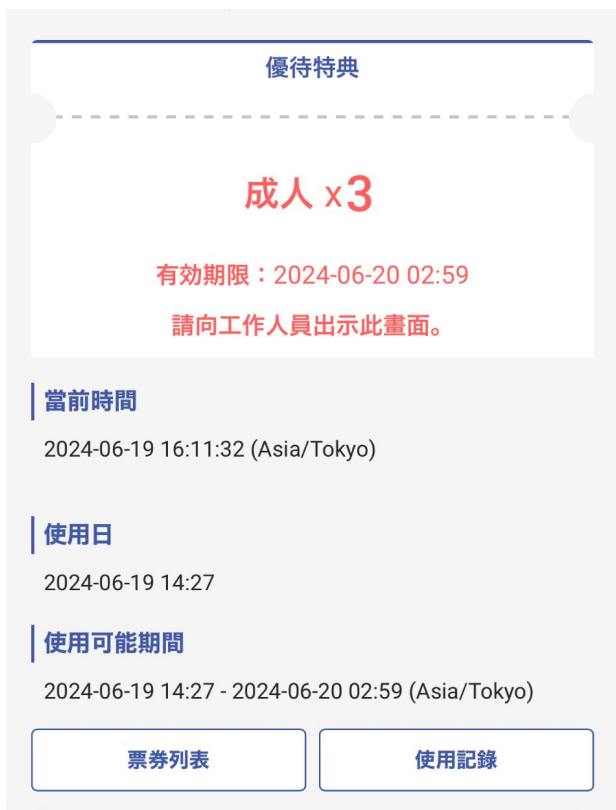 優待特典
成人 x3
有効期限：2024-06-20 02:59
請向工作人員出示此畫面。
當前時間
2024-06-19 16:11:32 (Asia/Tokyo)
使用日
2024-06-19 14:27
使用可能期間
2024-06-19 14:27 - 2024-06-20 02:59 (Asia/Tokyo)
票券列表
使用記錄